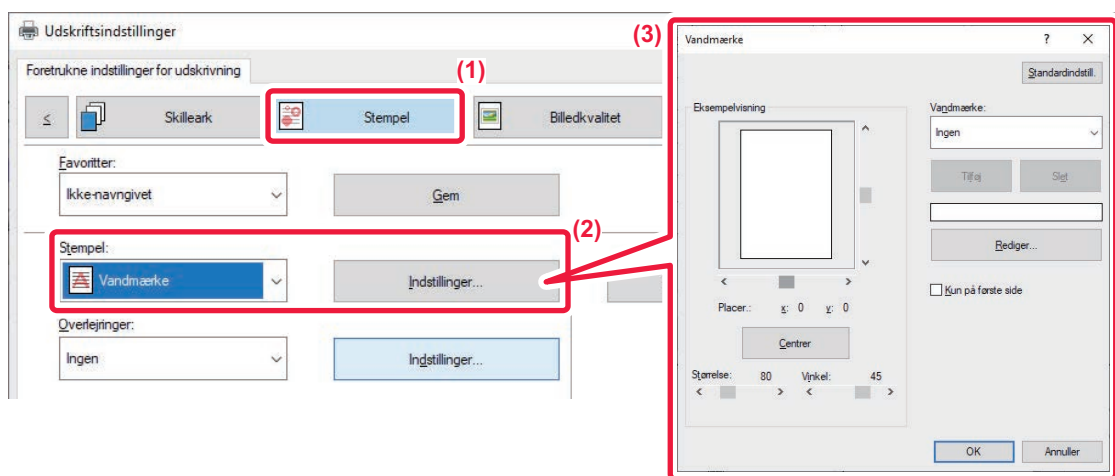 Udskriftsindstillinger
Foretrukne indstillinger for udskrivning
(1)
< Skilleark Stempel Billedkvalitet
Favoritter:
Ikke-navngivet Gem
(2)
Stempel:
Vandmærke Indstillinger...
Overlejringer:
Ingen Indstillinger...
(3)
Vandmærke ? ×
Standardindstill.
Eksempelvisning Vandmærke:
Ingen
Tilføj Slet
Rediger...
Kun på første side
Placer.: x: 0 y: 0
Centrer
Størrelse: 80 Vinkel: 45
OK Annuller